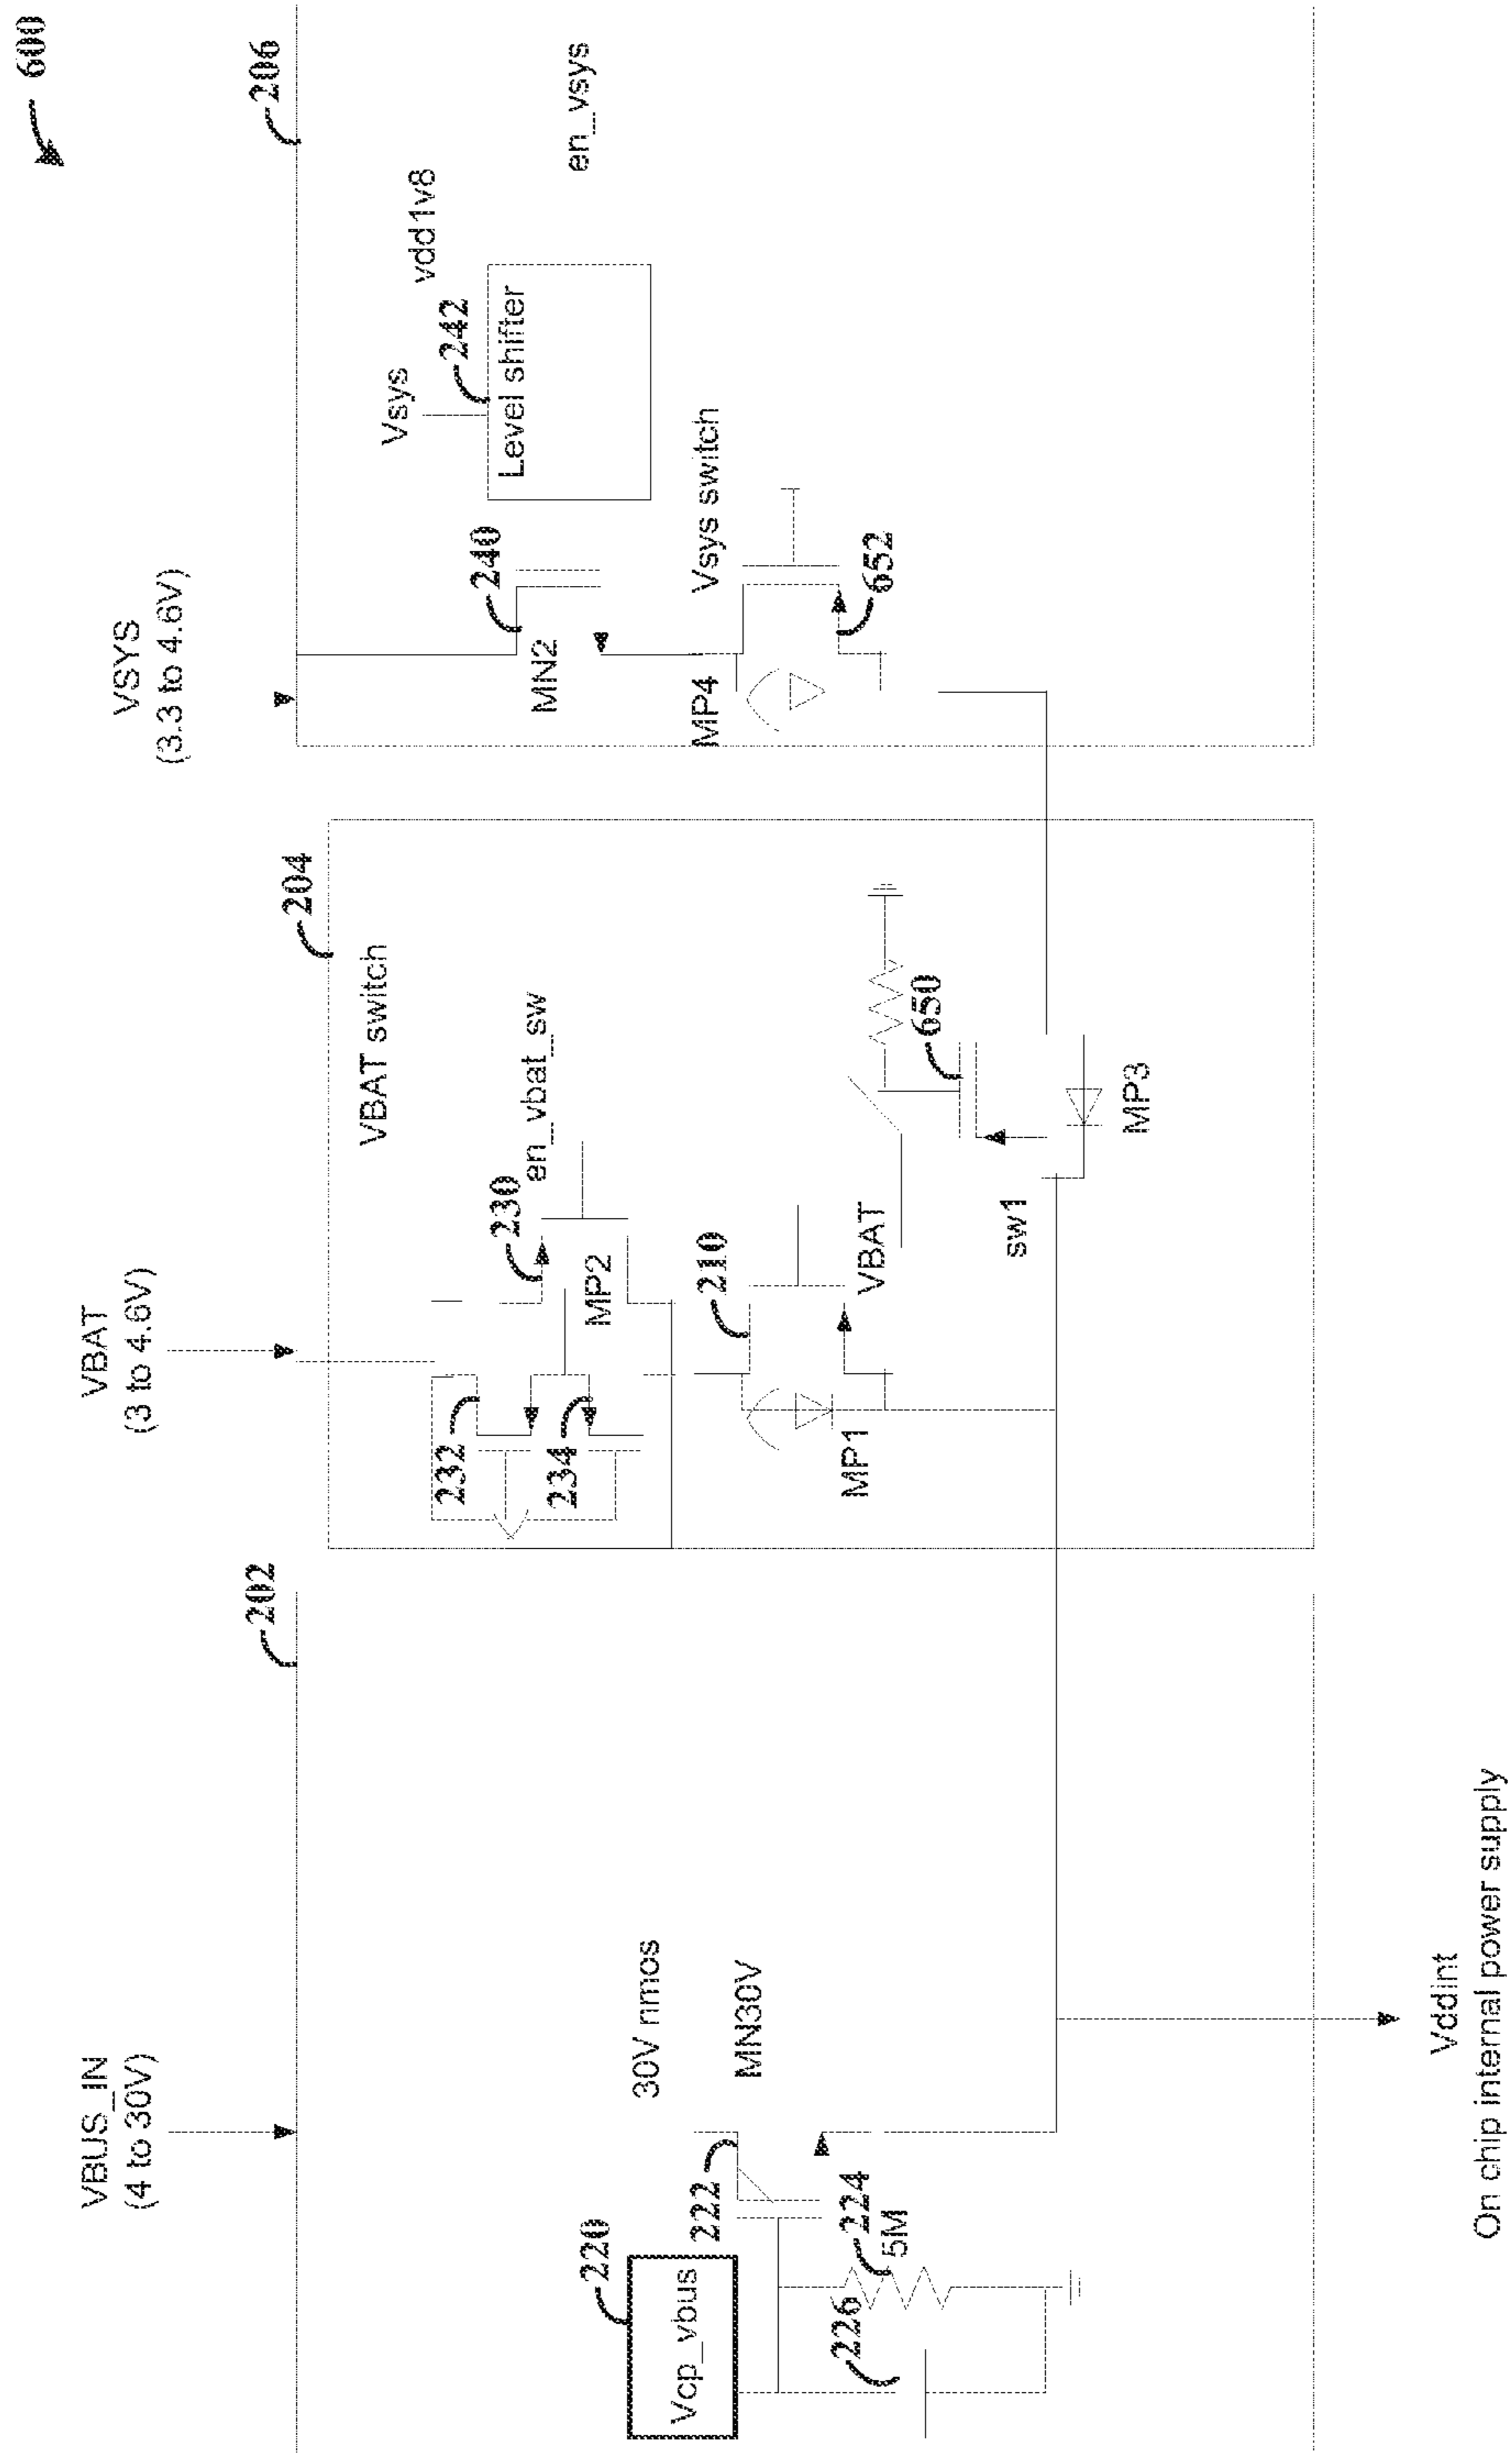 600
VBUS_IN
(4 to 30V)
VBAT
(3 to 4.6V)
VSYS
(3.3 to 4.6V)
202
204
206
VBAT switch
Vsys
vdd1v8
242
Level shifter
en_vsys
232
234
230
en_vbat_sw
MP2
240
MN2
220
Vcp_vbus
30V nmos
222
MN30V
210
MP1
VBAT
650
Vsys switch
MP4
652
226
224
5M
sw1
MP3
Vddint
On chip internal power supply